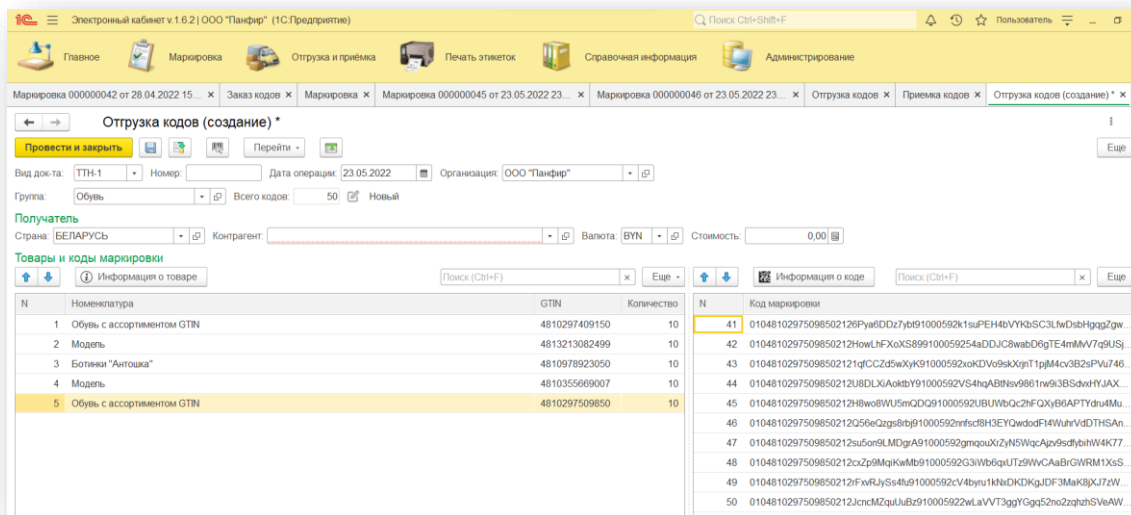 1С Электронный кабинет v.1.6.2 | ООО "Панфир" (1С:Предприятие) Поиск Ctrl+Shift+F Пользователь
Главное Маркировка Отгрузка и приёмка Печать этикеток Справочная информация Администрирование
Маркировка 000000042 от 28.04.2022 15... × Заказ кодов × Маркировка × Маркировка 000000045 от 23.05.2022 23... × Маркировка 000000046 от 23.05.2022 23... × Отгрузка кодов × Приемка кодов × Отгрузка кодов (создание) * ×
Отгрузка кодов (создание) *
Провести и закрыть Перейти Еще
Вид док-та: ТТН-1 Номер: Дата операции: 23.05.2022 Организация: ООО "Панфир"
Группа: Обувь Всего кодов: 50 Новый
Получатель
Страна: БЕЛАРУСЬ Контрагент: Валюта: BYN Стоимость: 0,00
Товары и коды маркировки
Информация о товаре Поиск (Ctrl+F) × Еще Информация о коде Поиск (Ctrl+F) × Еще
N Номенклатура GTIN Количество N Код маркировки
1 Обувь с ассортиментом GTIN 4810297409150 10 41 01048102975098502126Pya6DDz7ybt91000592k1suPEH4bVYKbSC3LfwDsbHgqgZgw...
2 Модель 4813213082499 10 42 0104810297509850212HowLhFXoXS899100059254aDDJC8wabD6gTE4mMvV7q9USj...
3 Ботинки "Антошка" 4810978923050 10 43 01048102975098502121qfCCZd5wXyK91000592xoKDVo9skXrjnT1pjM4cv3B2sPVu746...
4 Модель 4810355669007 10 44 0104810297509850212U8DLXiAoktbY91000592VS4hqABtNsv9861rw9i3BSdvxHYJAX...
5 Обувь с ассортиментом GTIN 4810297509850 10 45 0104810297509850212H8wo8WU5mQDQ91000592UBUWbQc2hFQXyB6APTYdru4Mu...
46 0104810297509850212Q56eQzgs8rbj91000592nnfscf8H3EYQwdodFt4WuhrVdDTHSAn...
47 0104810297509850212su5on9LMDgrA91000592gmqouXrZyN5WqcAjzv9sdfybihW4K77...
48 0104810297509850212cxZp9MqiKwMb91000592G3iWb6qxUTz9WvCAaBrGWRM1XsS...
49 0104810297509850212rFxvRJySs4fu91000592cV4byru1kNxDKDKgJDF3MaK8jXJ7zW...
50 0104810297509850212JcncMZquUuBz910005922wLaVVT3ggYGgq52no2zqhzhSVeAW...